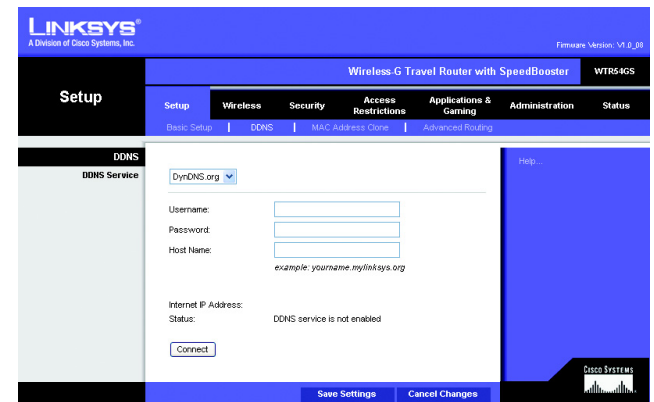 LINKSYS®
A Division of Cisco Systems, Inc.
Firmware Version: V1.0_08
Wireless-G Travel Router with SpeedBooster WTR54GS
Setup
Setup Wireless Security Access Restrictions Applications & Gaming Administration Status
Basic Setup | DDNS | MAC Address Clone | Advanced Routing
DDNS
DDNS Service
DynDNS.org
Username:
Password:
Host Name:
example: yourname.mylinksys.org
Internet IP Address:
Status: DDNS service is not enabled
Connect
Help...
CISCO SYSTEMS
Save Settings Cancel Changes